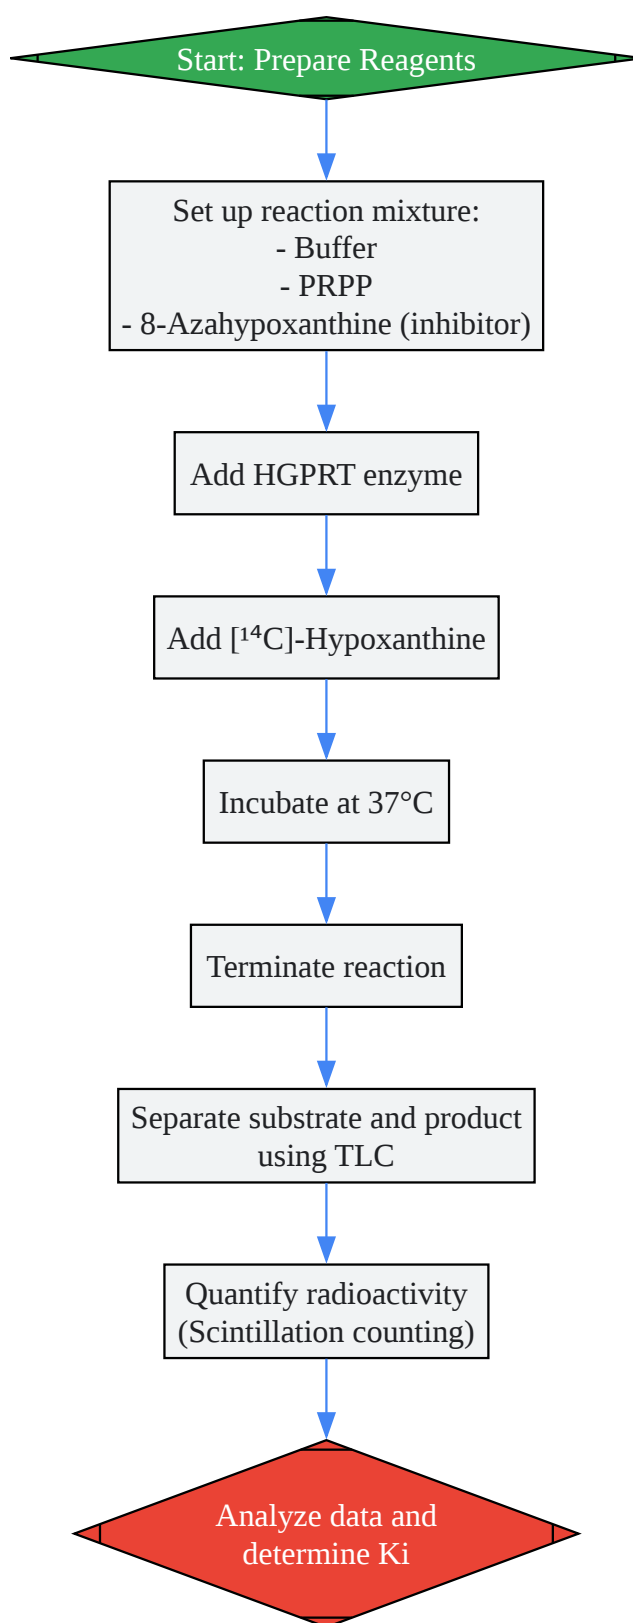 Start: Prepare Reagents
Set up reaction mixture:
- Buffer
- PRPP
- 8-Azahypoxanthine (inhibitor)
Add HGPRT enzyme
Add [¹⁴C]-Hypoxanthine
Incubate at 37°C
Terminate reaction
Separate substrate and product
using TLC
Quantify radioactivity
(Scintillation counting)
Analyze data and
determine Ki